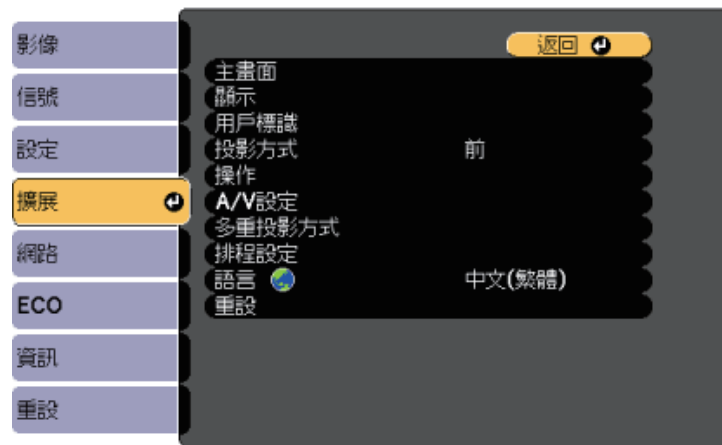 影像
信號
設定
擴展
網路
ECO
資訊
重設
返回
主畫面
顯示
用戶標識
投影方式 前
操作
A/V設定
多重投影方式
排程設定
語言 中文(繁體)
重設